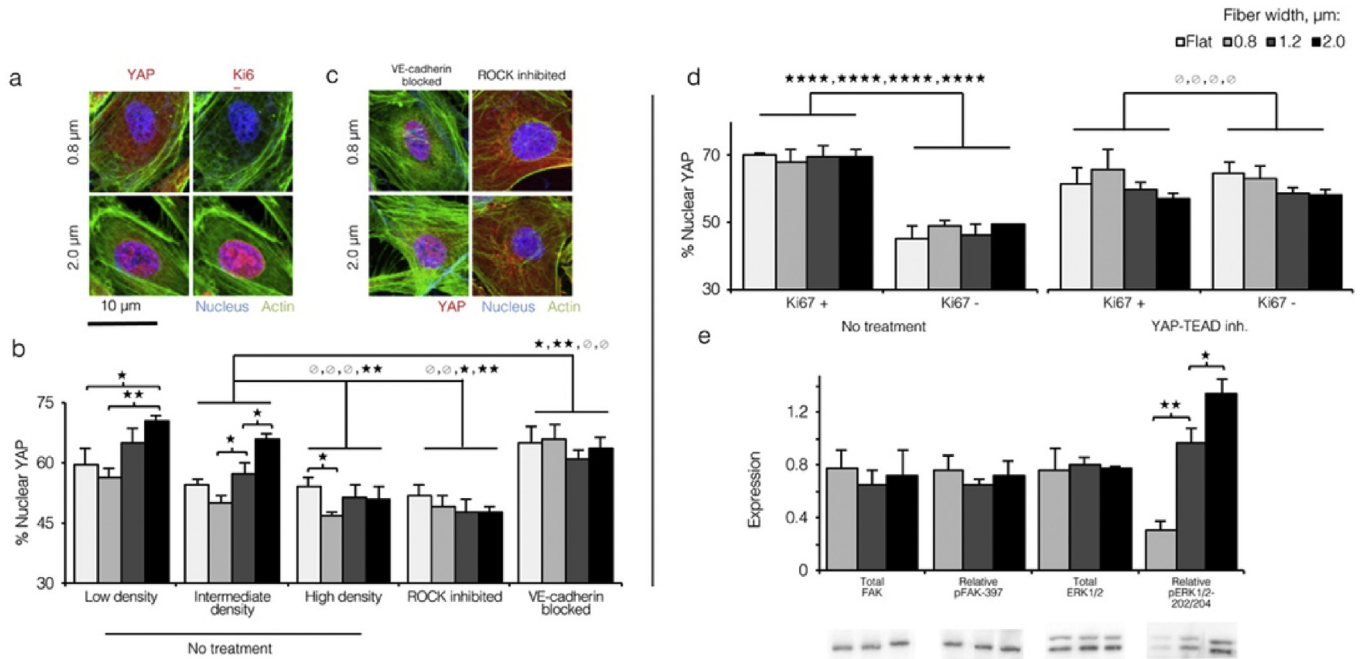 Fiber width, μm:
Flat 0.8 1.2 2.0
a
YAP Ki6
0.8 μm
2.0 μm
10 μm
Nucleus Actin
c
VE-cadherin
blocked
ROCK inhibited
0.8 μm
2.0 μm
YAP Nucleus Actin
b
★,★★,∅,∅
∅,∅,∅,★★
∅,∅,★,★★
★
★★
★
★
★
% Nuclear YAP
75
60
45
30
Low density
Intermediate
density
High density
ROCK inhibited
VE-cadherin
blocked
No treatment
d
★★★★,★★★★,★★★★,★★★★
∅,∅,∅,∅
% Nuclear YAP
70
50
30
Ki67 +
Ki67 -
Ki67 +
Ki67 -
No treatment
YAP-TEAD inh.
e
★
★★
Expression
1.2
0.8
0.4
0
Total
FAK
Relative
pFAK-397
Total
ERK1/2
Relative
pERK1/2-
202/204